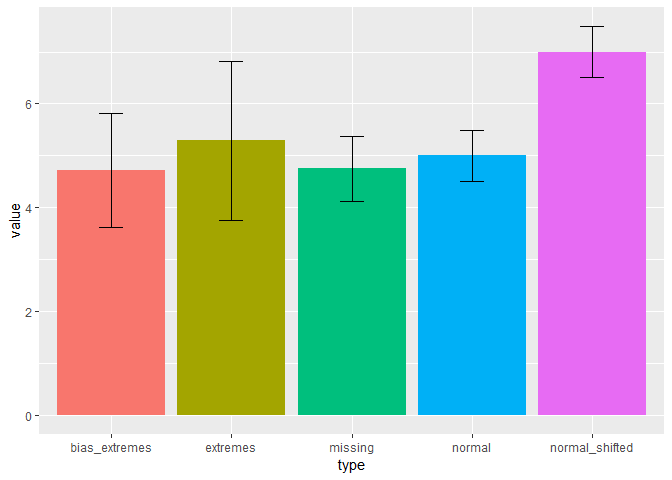 value
6
4
2
0
bias_extremes extremes missing normal normal_shifted
type